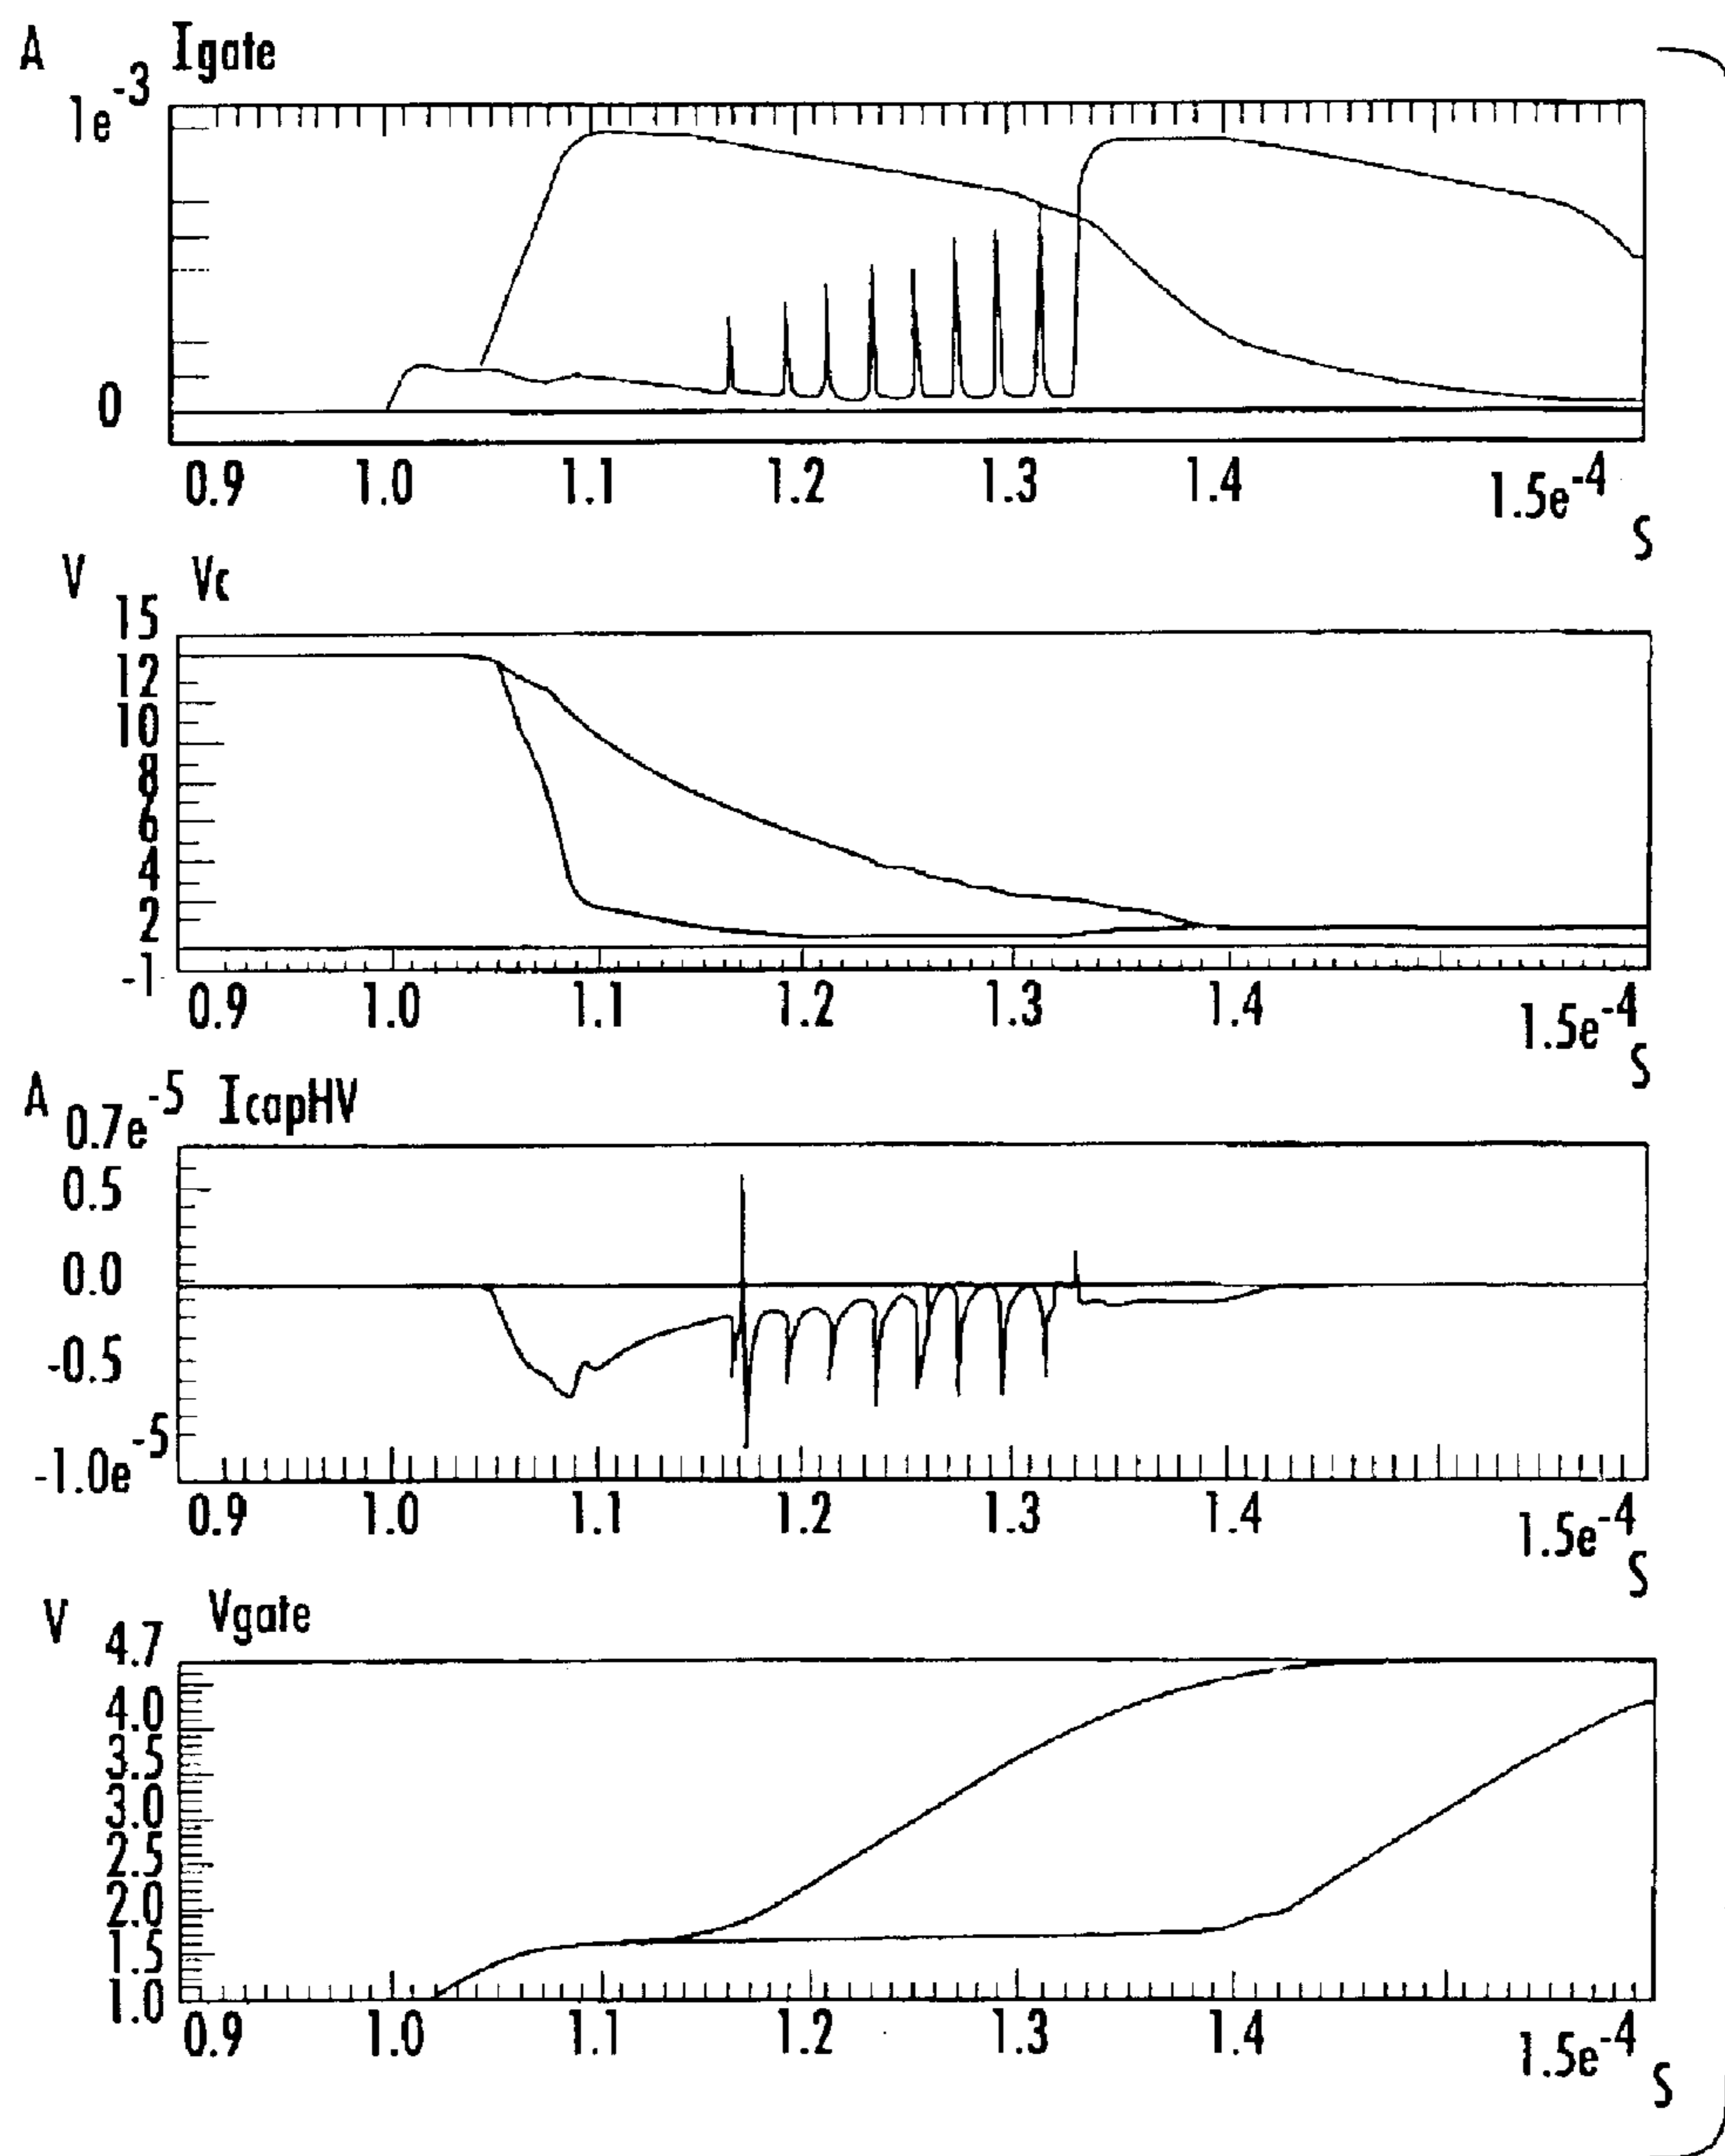 A Igate
1e-3
0
0.9 1.0 1.1 1.2 1.3 1.4 1.5e-4
S
V Vc
15
12
10
8
6
4
2
-1
0.9 1.0 1.1 1.2 1.3 1.4 1.5e-4
S
A 0.7e-5 IcapHV
0.5
0.0
-0.5
-1.0e-5
0.9 1.0 1.1 1.2 1.3 1.4 1.5e-4
S
V Vgate
4.7
4.0
3.5
3.0
2.5
2.0
1.5
1.0
0.9 1.0 1.1 1.2 1.3 1.4 1.5e-4
S